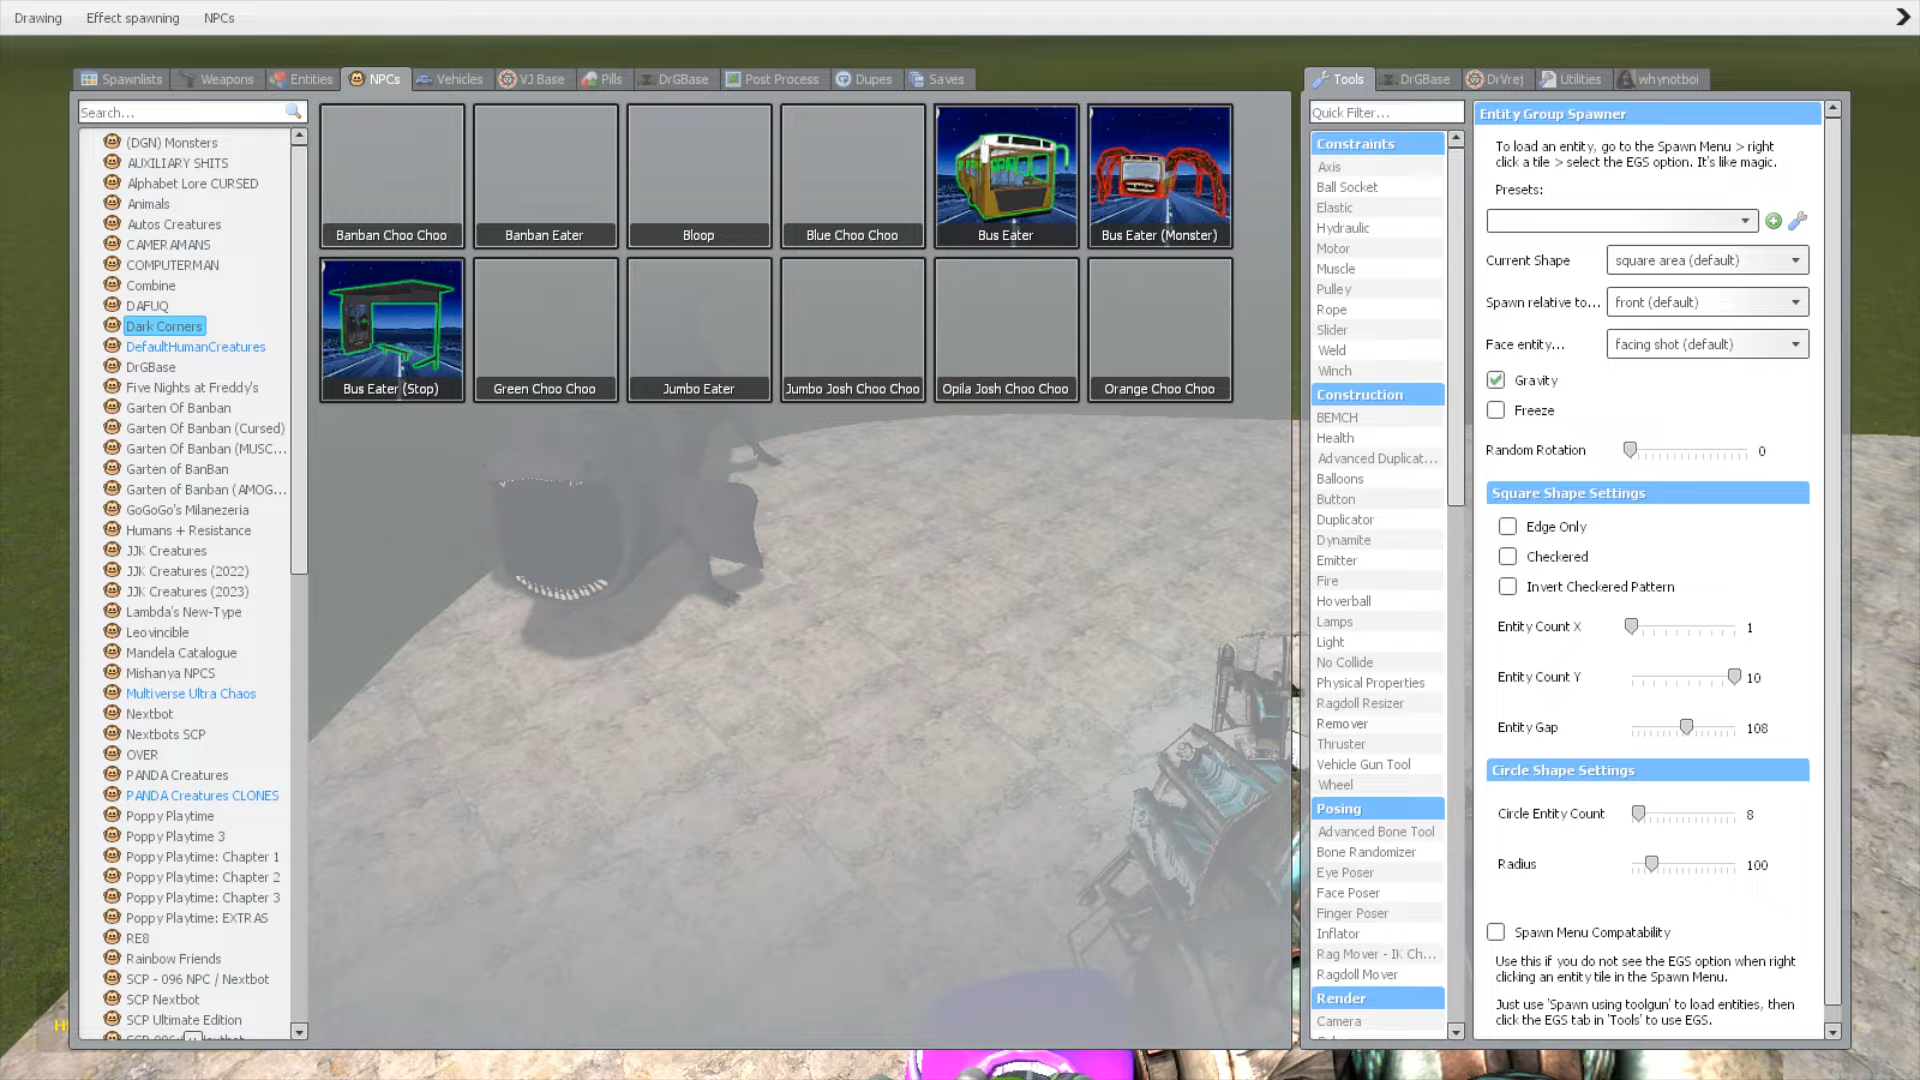 Drawing
Effect spawning
NPCs
Spawnlists
Weapons
Entities
NPCs
Vehicles
VJ Base
Pills
DrGBase
Post Process
Dupes
Saves
Search...
(DGN) Monsters
AUXILIARY SHITS
Alphabet Lore CURSED
Animals
Autos Creatures
CAMERAMANS
COMPUTERMAN
Combine
DAFUQ
Dark Corners
DefaultHumanCreatures
DrGBase
Five Nights at Freddy's
Garten Of Banban
Garten Of Banban (Cursed)
Garten Of Banban (MUSC...
Garten of BanBan
Garten of Banban (AMOG...
GoGoGo's Milanezeria
Humans + Resistance
JJK Creatures
JJK Creatures (2022)
JJK Creatures (2023)
Lambda's New-Type
Leovincible
Mandela Catalogue
Mishanya NPCS
Multiverse Ultra Chaos
Nextbot
Nextbots SCP
OVER
PANDA Creatures
PANDA Creatures CLONES
Poppy Playtime
Poppy Playtime 3
Poppy Playtime: Chapter 1
Poppy Playtime: Chapter 2
Poppy Playtime: Chapter 3
Poppy Playtime: EXTRAS
RE8
Rainbow Friends
SCP - 096 NPC / Nextbot
SCP Nextbot
SCP Ultimate Edition
Banban Choo Choo
Banban Eater
Bloop
Blue Choo Choo
Bus Eater
Bus Eater (Monster)
Bus Eater (Stop)
Green Choo Choo
Jumbo Eater
Jumbo Josh Choo Choo
Opila Josh Choo Choo
Orange Choo Choo
Tools
DrGBase
DrVrej
Utilities
whynotboi
Quick Filter...
Constraints
Axis
Ball Socket
Elastic
Hydraulic
Motor
Muscle
Pulley
Rope
Slider
Weld
Winch
Construction
BEMCH
Health
Advanced Duplicat...
Balloons
Button
Duplicator
Dynamite
Emitter
Fire
Hoverball
Lamps
Light
No Collide
Physical Properties
Ragdoll Resizer
Remover
Thruster
Vehicle Gun Tool
Wheel
Posing
Advanced Bone Tool
Bone Randomizer
Eye Poser
Face Poser
Finger Poser
Inflator
Rag Mover - IK Ch...
Ragdoll Mover
Render
Camera
Entity Group Spawner
To load an entity, go to the Spawn Menu > right
click a tile > select the EGS option. It's like magic.
Presets:
Current Shape
square area (default)
Spawn relative to...
front (default)
Face entity...
facing shot (default)
Gravity
Freeze
Random Rotation
0
Square Shape Settings
Edge Only
Checkered
Invert Checkered Pattern
Entity Count X
1
Entity Count Y
10
Entity Gap
108
Circle Shape Settings
Circle Entity Count
8
Radius
100
Spawn Menu Compatability
Use this if you do not see the EGS option when right
clicking an entity tile in the Spawn Menu.
Just use 'Spawn using toolgun' to load entities, then
click the EGS tab in 'Tools' to use EGS.